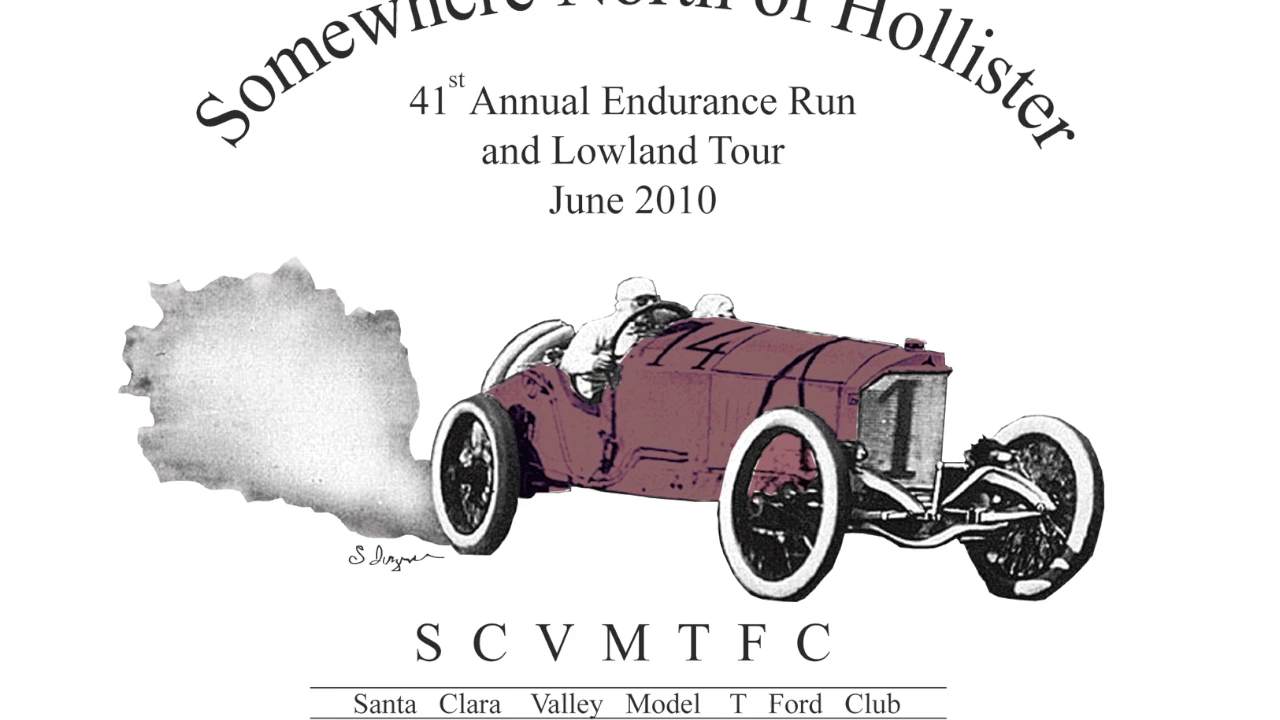 Somewhere North of Hollister
41st Annual Endurance Run
and Lowland Tour
June 2010
14
1
S C V M T F C
Santa Clara Valley Model T Ford Club